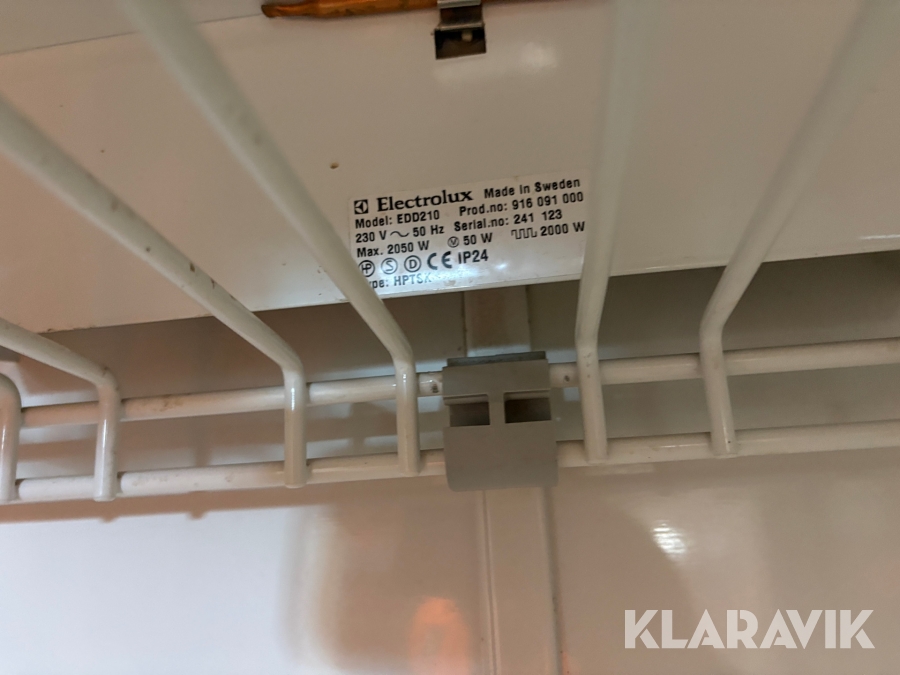 Electrolux Made in Sweden
Model: EDD210 Prod.no: 916 091 000
230 V ~ 50 Hz Serial.no: 241 123
Max. 2050 W M 50 W 2000 W
S D CE IP24
KLARAVIK